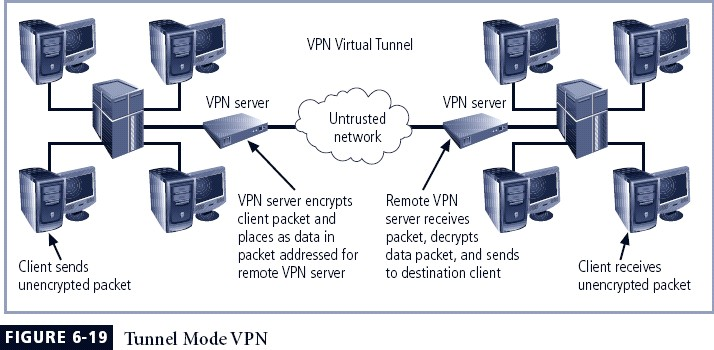 VPN Virtual Tunnel
VPN server
Untrusted
network
VPN server
Client sends
unencrypted packet
VPN server encrypts
client packet and
places as data in
packet addressed for
remote VPN server
Remote VPN
server receives
packet, decrypts
data packet, and sends
to destination client
Client receives
unencrypted packet
FIGURE 6-19 Tunnel Mode VPN